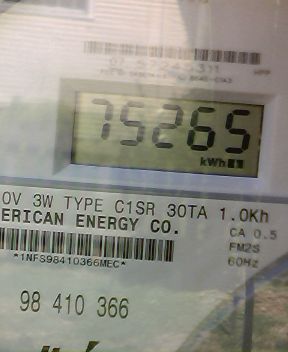 75265
kWh
0V 3W TYPE C1SR 30TA 1.0Kh
ERICAN ENERGY CO.
CA 0.5
FM2S
60Hz
*1NFS98410366MEC*
98 410 366